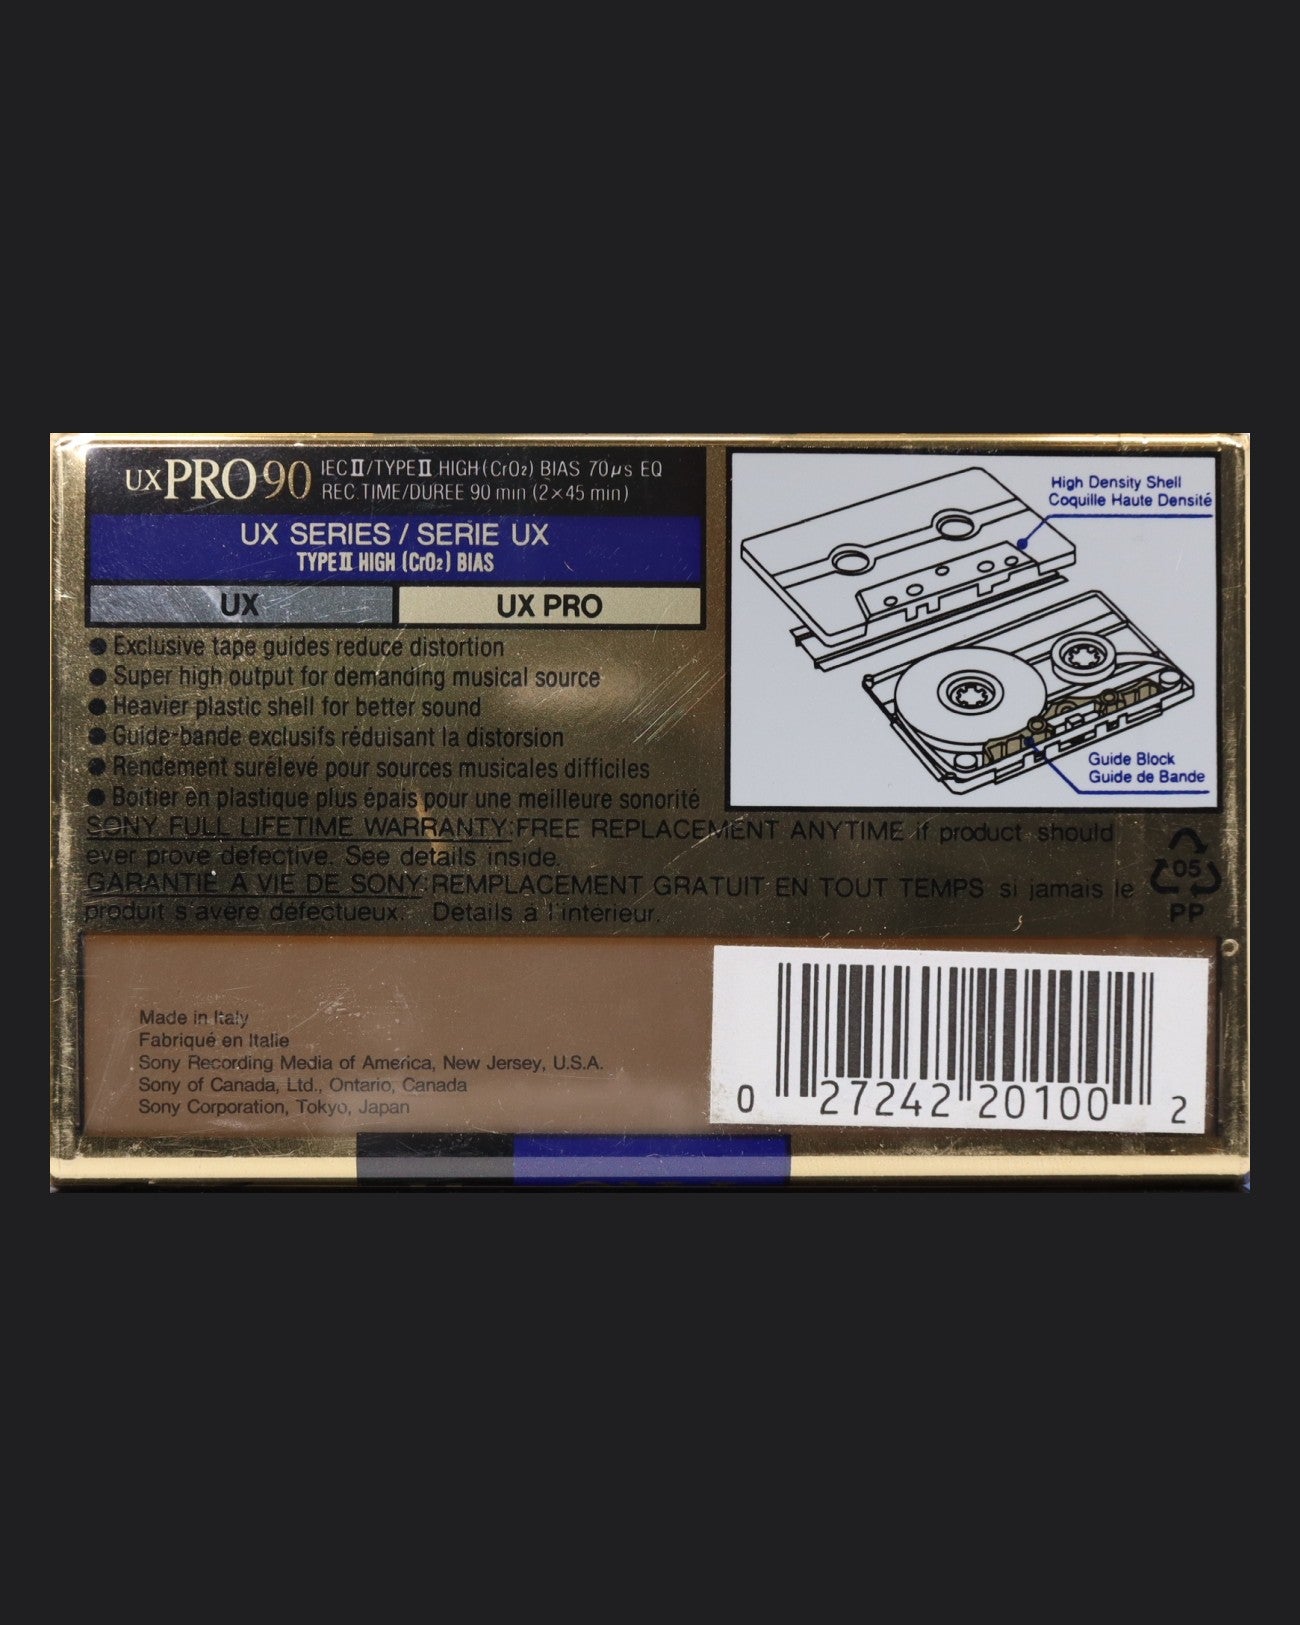 UX PRO 90 IEC II/TYPE II HIGH (CrO₂) BIAS 70µs EQ
REC TIME/DUREE 90 min (2×45 min)
UX SERIES / SERIE UX
TYPE II HIGH (CrO₂) BIAS
UX UX PRO
● Exclusive tape guides reduce distortion
● Super high output for demanding musical source
● Heavier plastic shell for better sound
● Guide-bande exclusifs réduisant la distorsion
● Rendement surélevé pour sources musicales difficiles
● Boitier en plastique plus épais pour une meilleure sonorité
High Density Shell
Coquille Haute Densité
Guide Block
Guide de Bande
SONY FULL LIFETIME WARRANTY:FREE REPLACEMENT ANYTIME if product should
ever prove defective. See details inside.
GARANTIE A VIE DE SONY:REMPLACEMENT GRATUIT EN TOUT TEMPS si jamais le
produit s'avère défectueux. Détails à l'intérieur.
05
PP
Made in Italy
Fabriqué en Italie
Sony Recording Media of America, New Jersey, U.S.A.
Sony of Canada, Ltd., Ontario, Canada
Sony Corporation, Tokyo, Japan
0 27242 20100 2